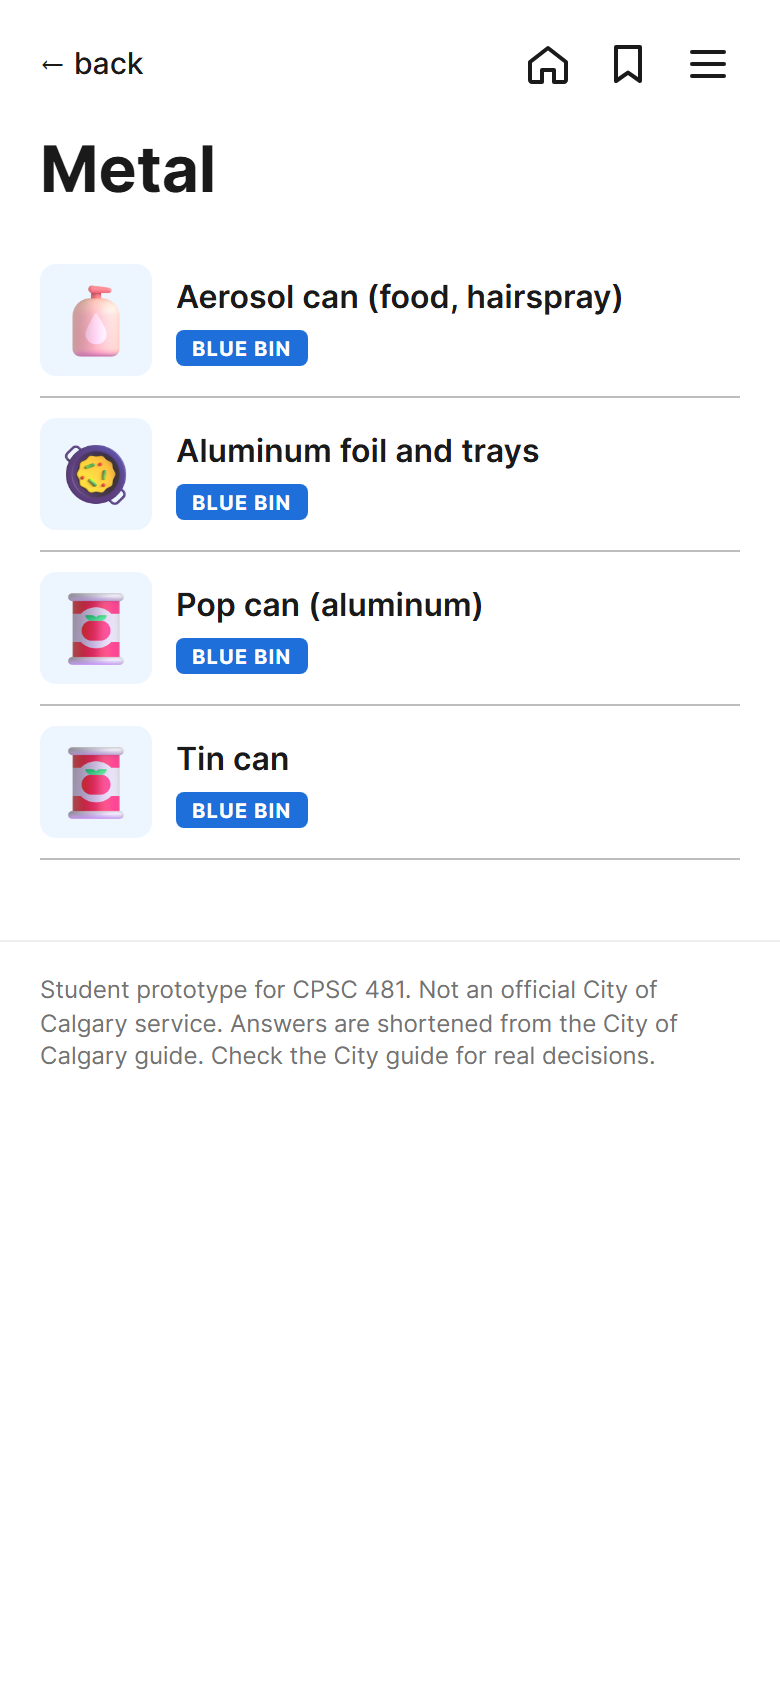 ← back
Metal
Aerosol can (food, hairspray)
BLUE BIN
Aluminum foil and trays
BLUE BIN
Pop can (aluminum)
BLUE BIN
Tin can
BLUE BIN
Student prototype for CPSC 481. Not an official City of
Calgary service. Answers are shortened from the City of
Calgary guide. Check the City guide for real decisions.